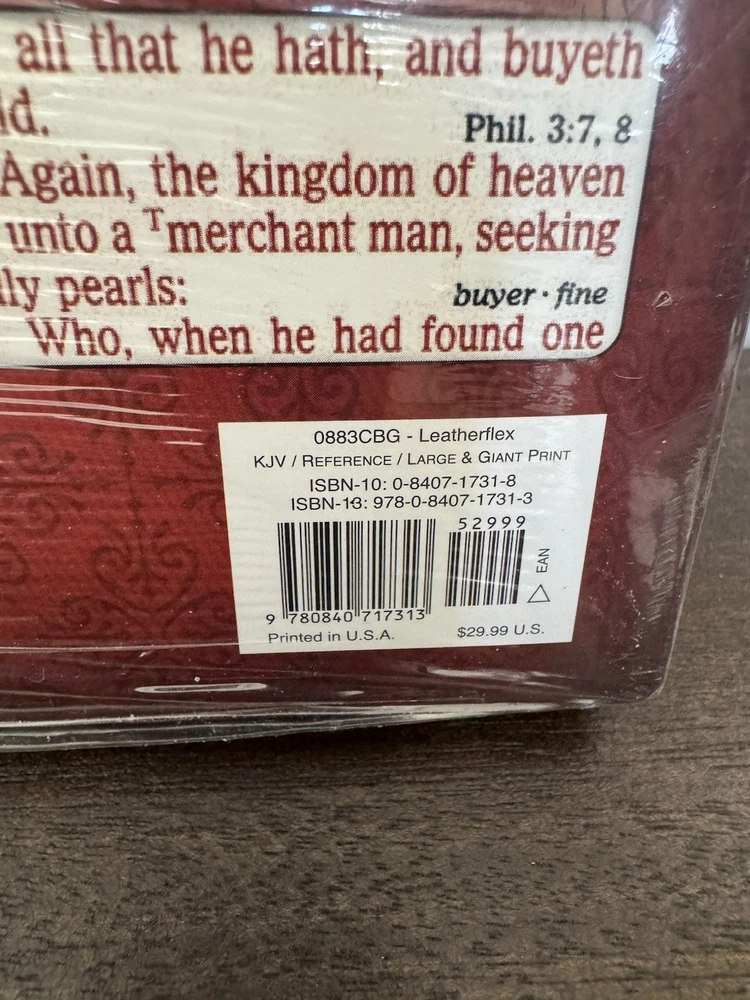 all that he hath, and buyeth
ld.
Phil. 3:7, 8
Again, the kingdom of heaven
unto a Tmerchant man, seeking
lly pearls:
buyer · fine
Who, when he had found one
0883CBG - Leatherflex
KJV / REFERENCE / LARGE & GIANT PRINT
ISBN-10: 0-8407-1731-8
ISBN-13: 978-0-8407-1731-3
52999
EAN
9 780840 717313
Printed in U.S.A.
$29.99 U.S.